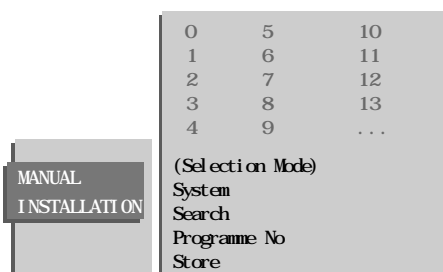 0 5 10
1 6 11
2 7 12
3 8 13
4 9 ...
(Selection Mode)
MANUAL
INSTALLATION
System
Search
Programme No
Store